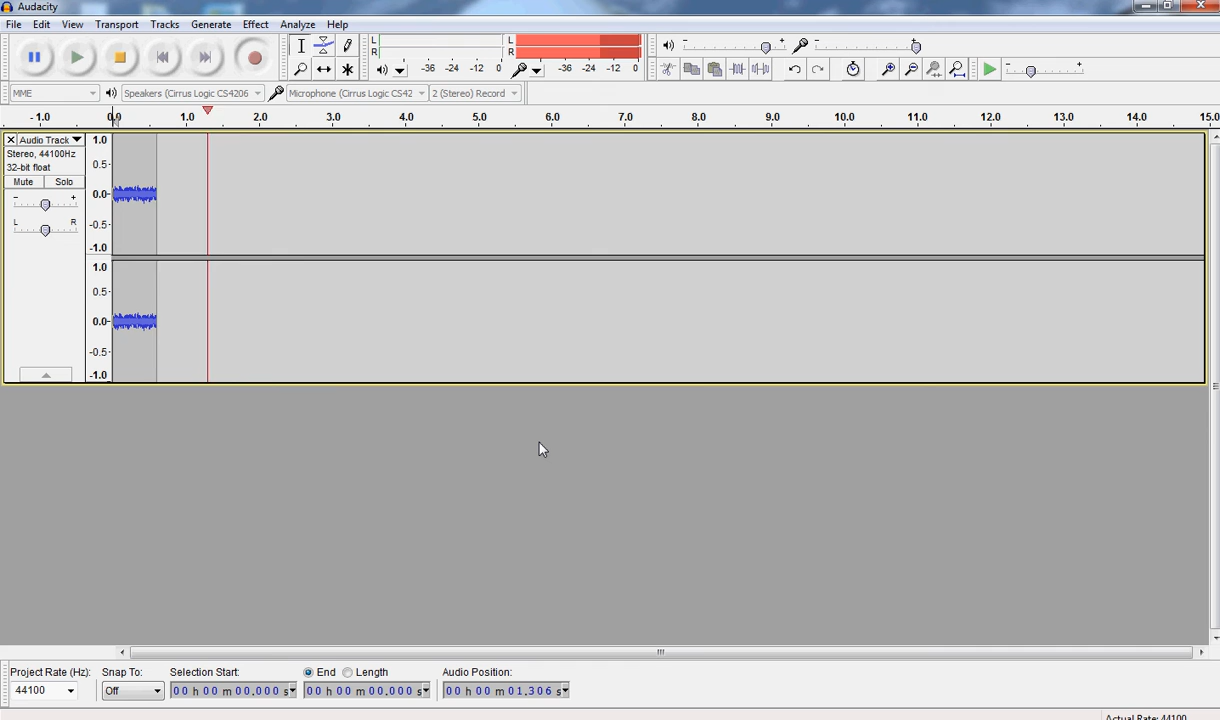 Audacity
File Edit View Transport Tracks Generate Effect Analyze Help
L
R
-36 -24 -12 0
L
R
-36 -24 -12 0
MME
Speakers (Cirrus Logic CS4206
Microphone (Cirrus Logic CS42
2 (Stereo) Record
- 1.0 0.0 1.0 2.0 3.0 4.0 5.0 6.0 7.0 8.0 9.0 10.0 11.0 12.0 13.0 14.0 15.0
Audio Track
Stereo, 44100Hz
32-bit float
Mute Solo
- +
L R
1.0
0.5-
0.0-
-0.5-
-1.0
1.0
0.5-
0.0-
-0.5-
-1.0
Project Rate (Hz): Snap To: Selection Start: End Length Audio Position:
44100 Off 00 h 00 m 00.000 s 00 h 00 m 00.000 s 00 h 00 m 01.306 s
Actual Rate: 44100